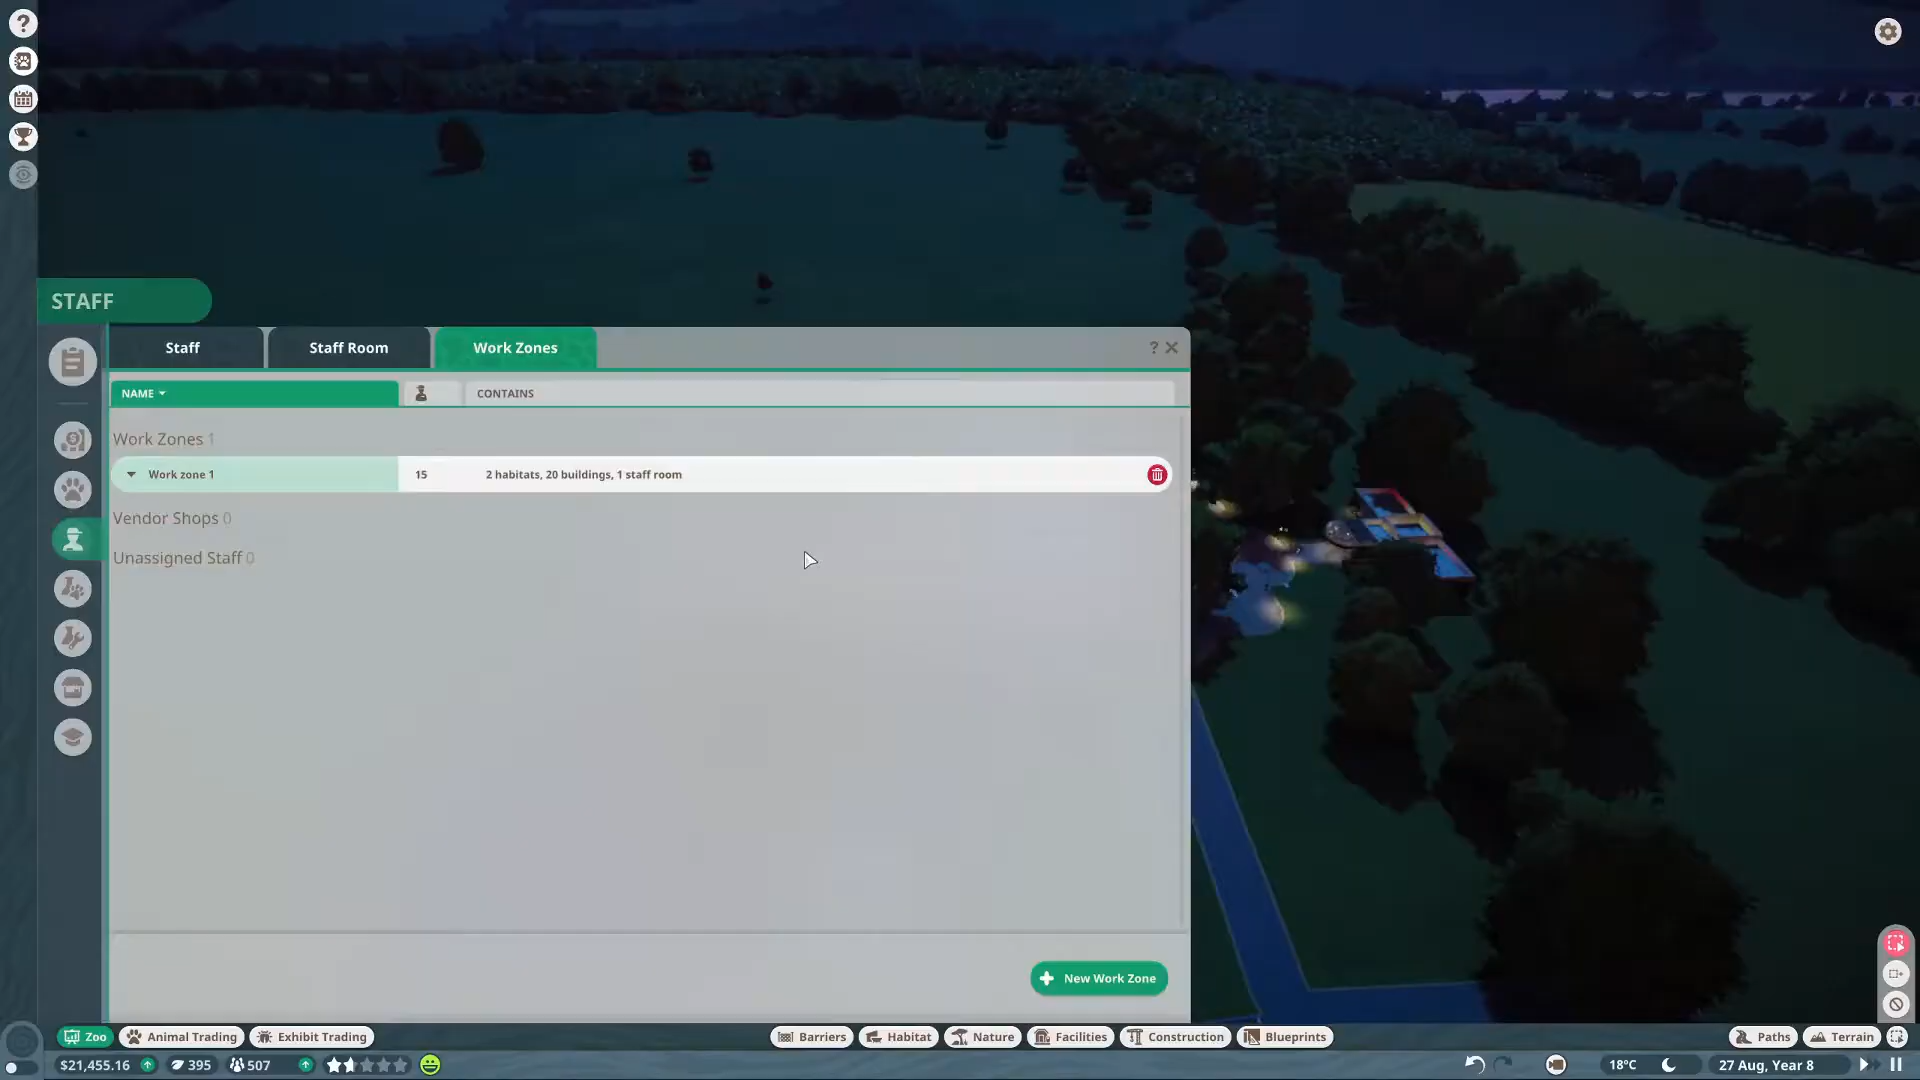 STAFF
Staff
Staff Room
Work Zones
?
NAME
CONTAINS
Work Zones 1
Work zone 1
15
2 habitats, 20 buildings, 1 staff room
Vendor Shops 0
Unassigned Staff 0
New Work Zone
Zoo
Animal Trading
Exhibit Trading
Barriers
Habitat
Nature
Facilities
Construction
Blueprints
Paths
Terrain
$21,455.16
395
507
18°C
27 Aug, Year 8